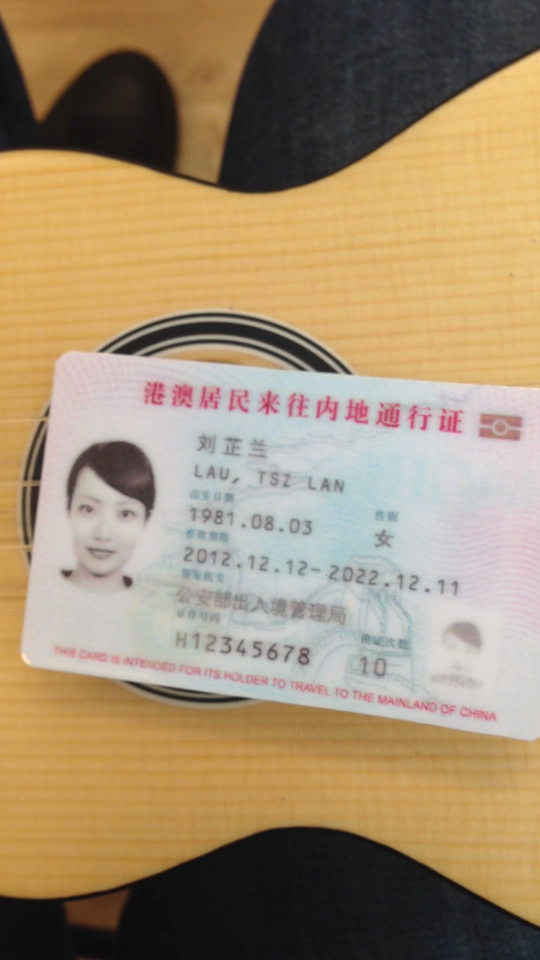 港澳居民来往内地通行证
刘芷兰
LAU, TSZ LAN
出生日期
1981.08.03
性别
女
有效期限
2012.12.12-2022.12.11
签发机关
公安部出入境管理局
证件号码
H12345678
换证次数
10
THIS CARD IS INTENDED FOR ITS HOLDER TO TRAVEL TO THE MAINLAND OF CHINA